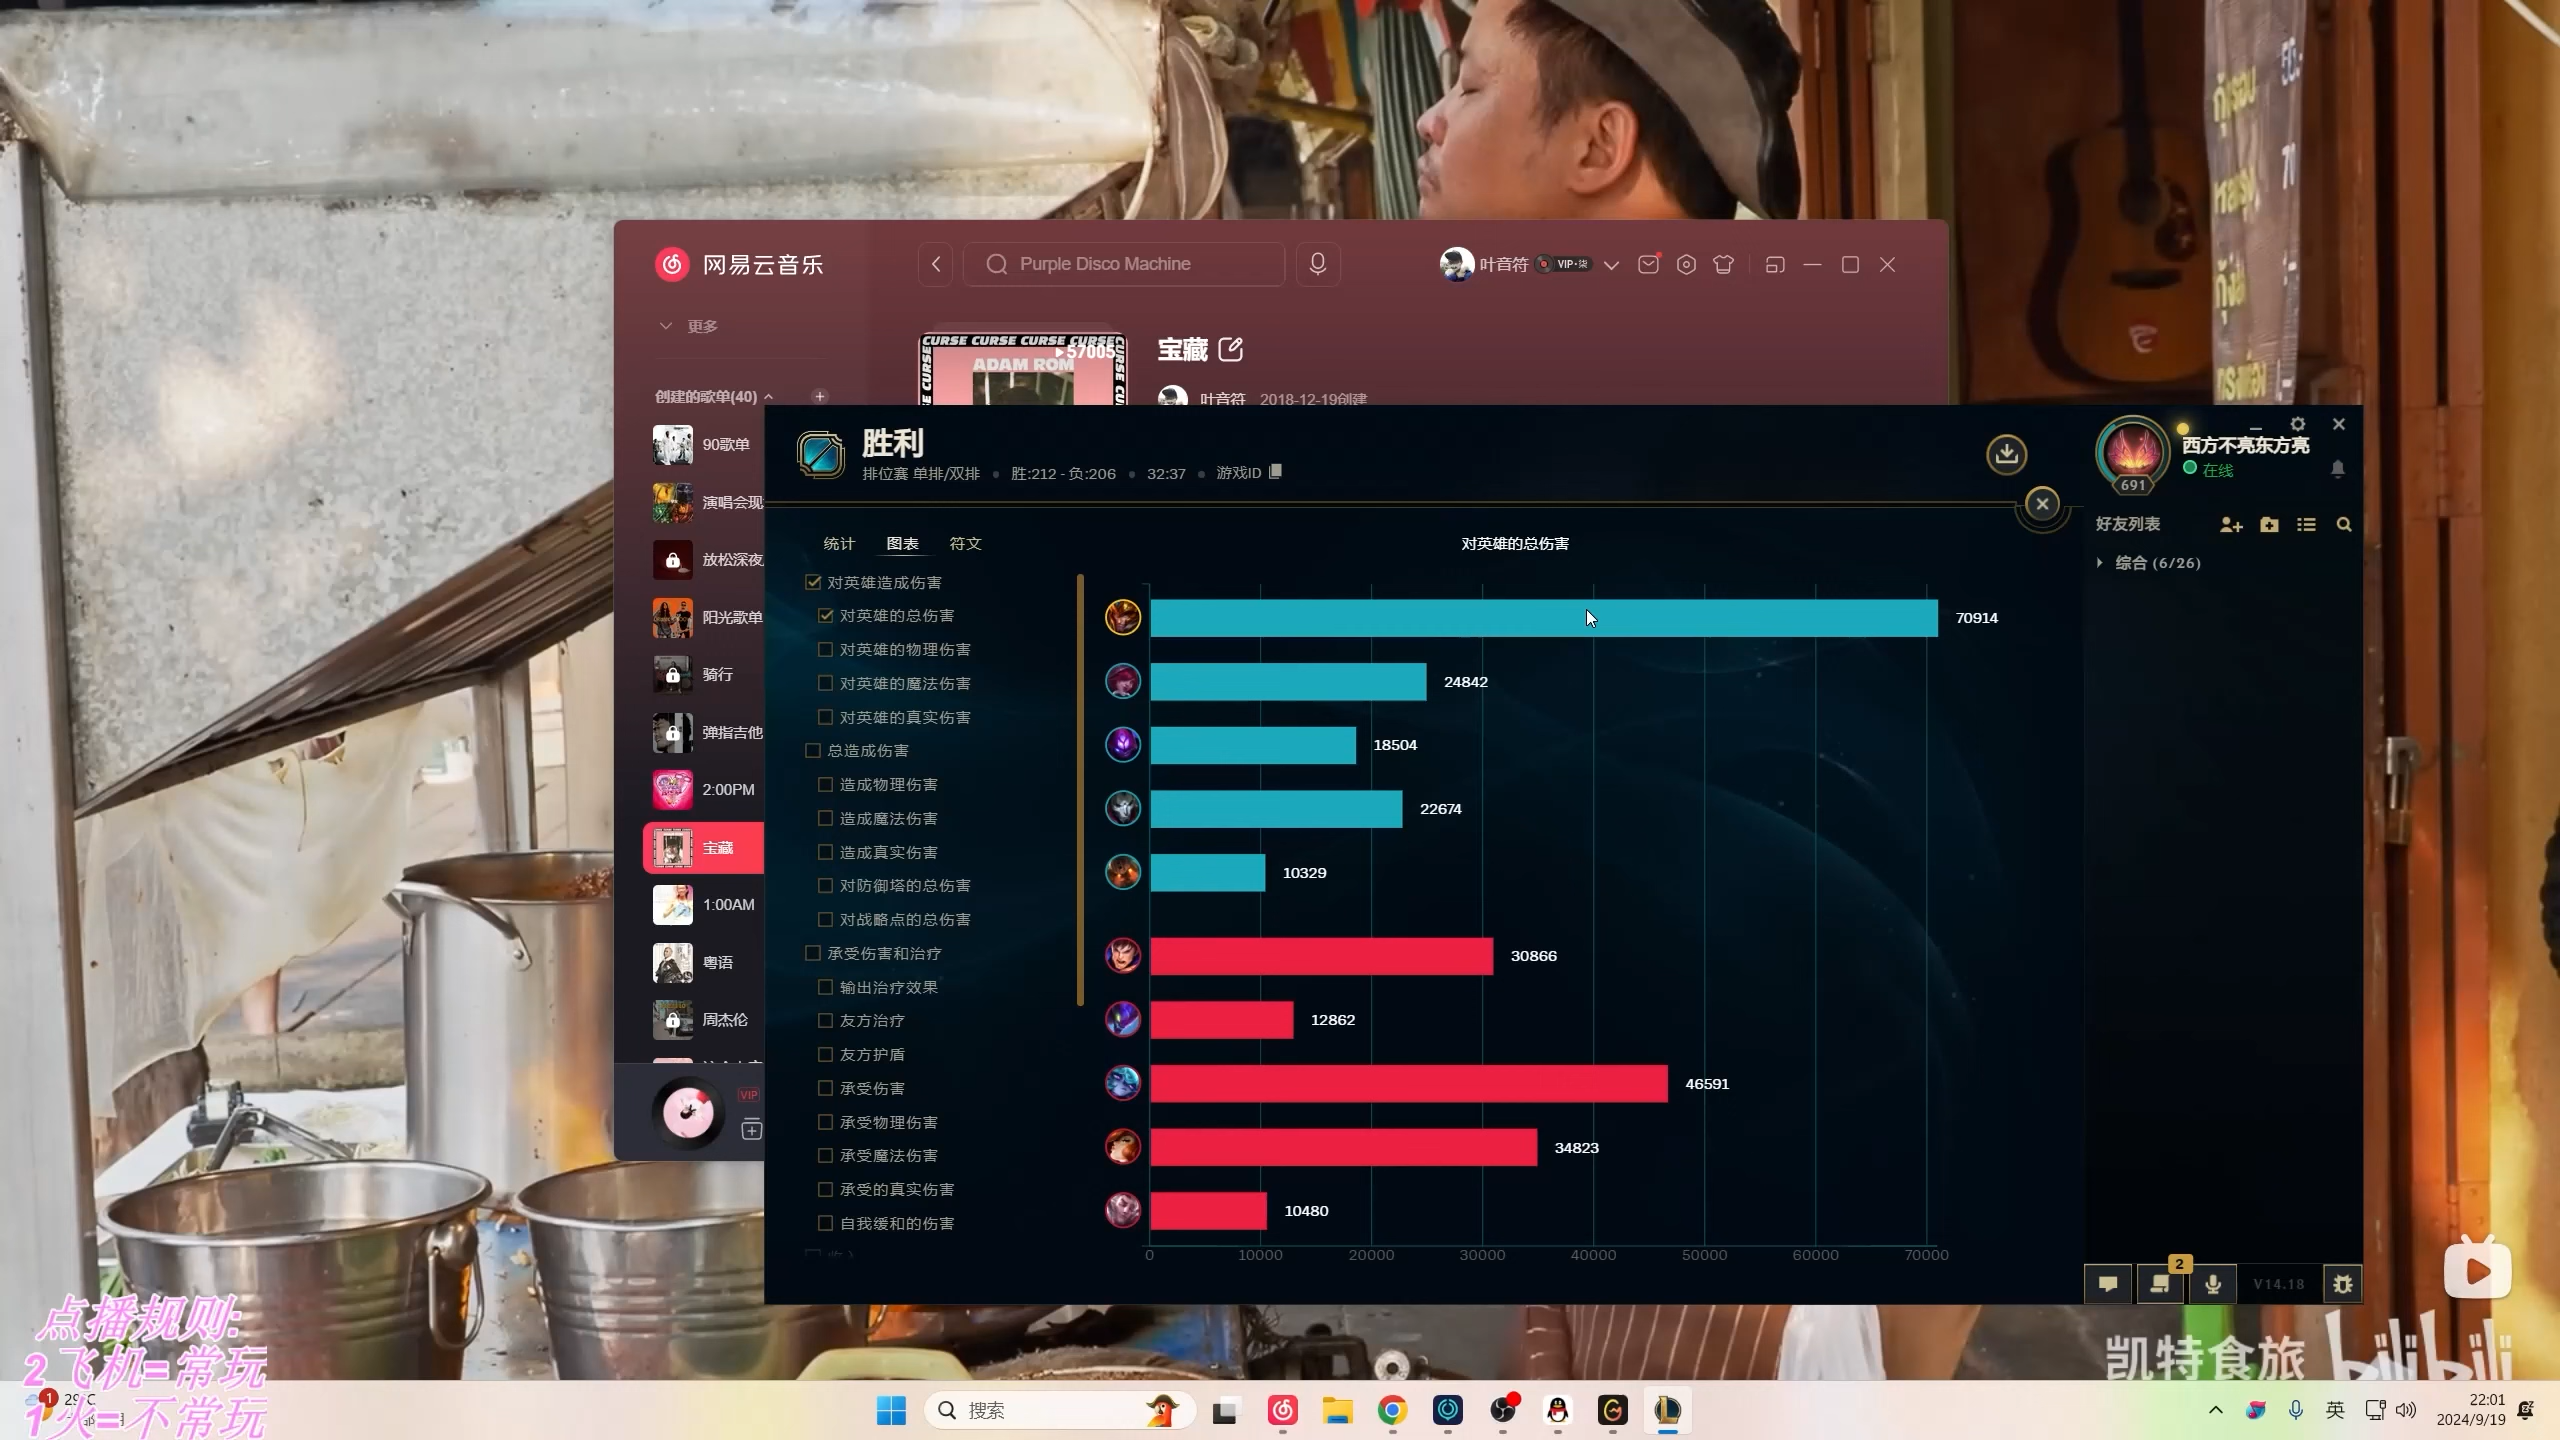 网易云音乐
Purple Disco Machine
叶音符
VIP·柒
更多
创建的歌单(40)
90歌单
演唱会现
放松深夜
阳光歌单
骑行
弹指吉他
2:00PM
宝藏
1:00AM
粤语
周杰伦
VIP
CURSE CURSE CURSE CURSE
CURSE
CURSE
ADAM ROM
57005
宝藏
叶音符 2018-12-19创建
胜利
排位赛 单排/双排 • 胜:212 - 负:206 • 32:37 • 游戏ID
691
西方不亮东方亮
在线
好友列表
综合 (6/26)
统计 图表 符文
对英雄的总伤害
对英雄造成伤害
对英雄的总伤害
对英雄的物理伤害
对英雄的魔法伤害
对英雄的真实伤害
总造成伤害
造成物理伤害
造成魔法伤害
造成真实伤害
对防御塔的总伤害
对战略点的总伤害
承受伤害和治疗
输出治疗效果
友方治疗
友方护盾
承受伤害
承受物理伤害
承受魔法伤害
承受的真实伤害
自我缓和的伤害
70914
24842
18504
22674
10329
30866
12862
46591
34823
10480
0 10000 20000 30000 40000 50000 60000 70000
2
V14.18
凯特食旅 bilibili
点播规则:
2飞机=常玩
1火=不常玩
1
搜索
英
22:01
2024/9/19